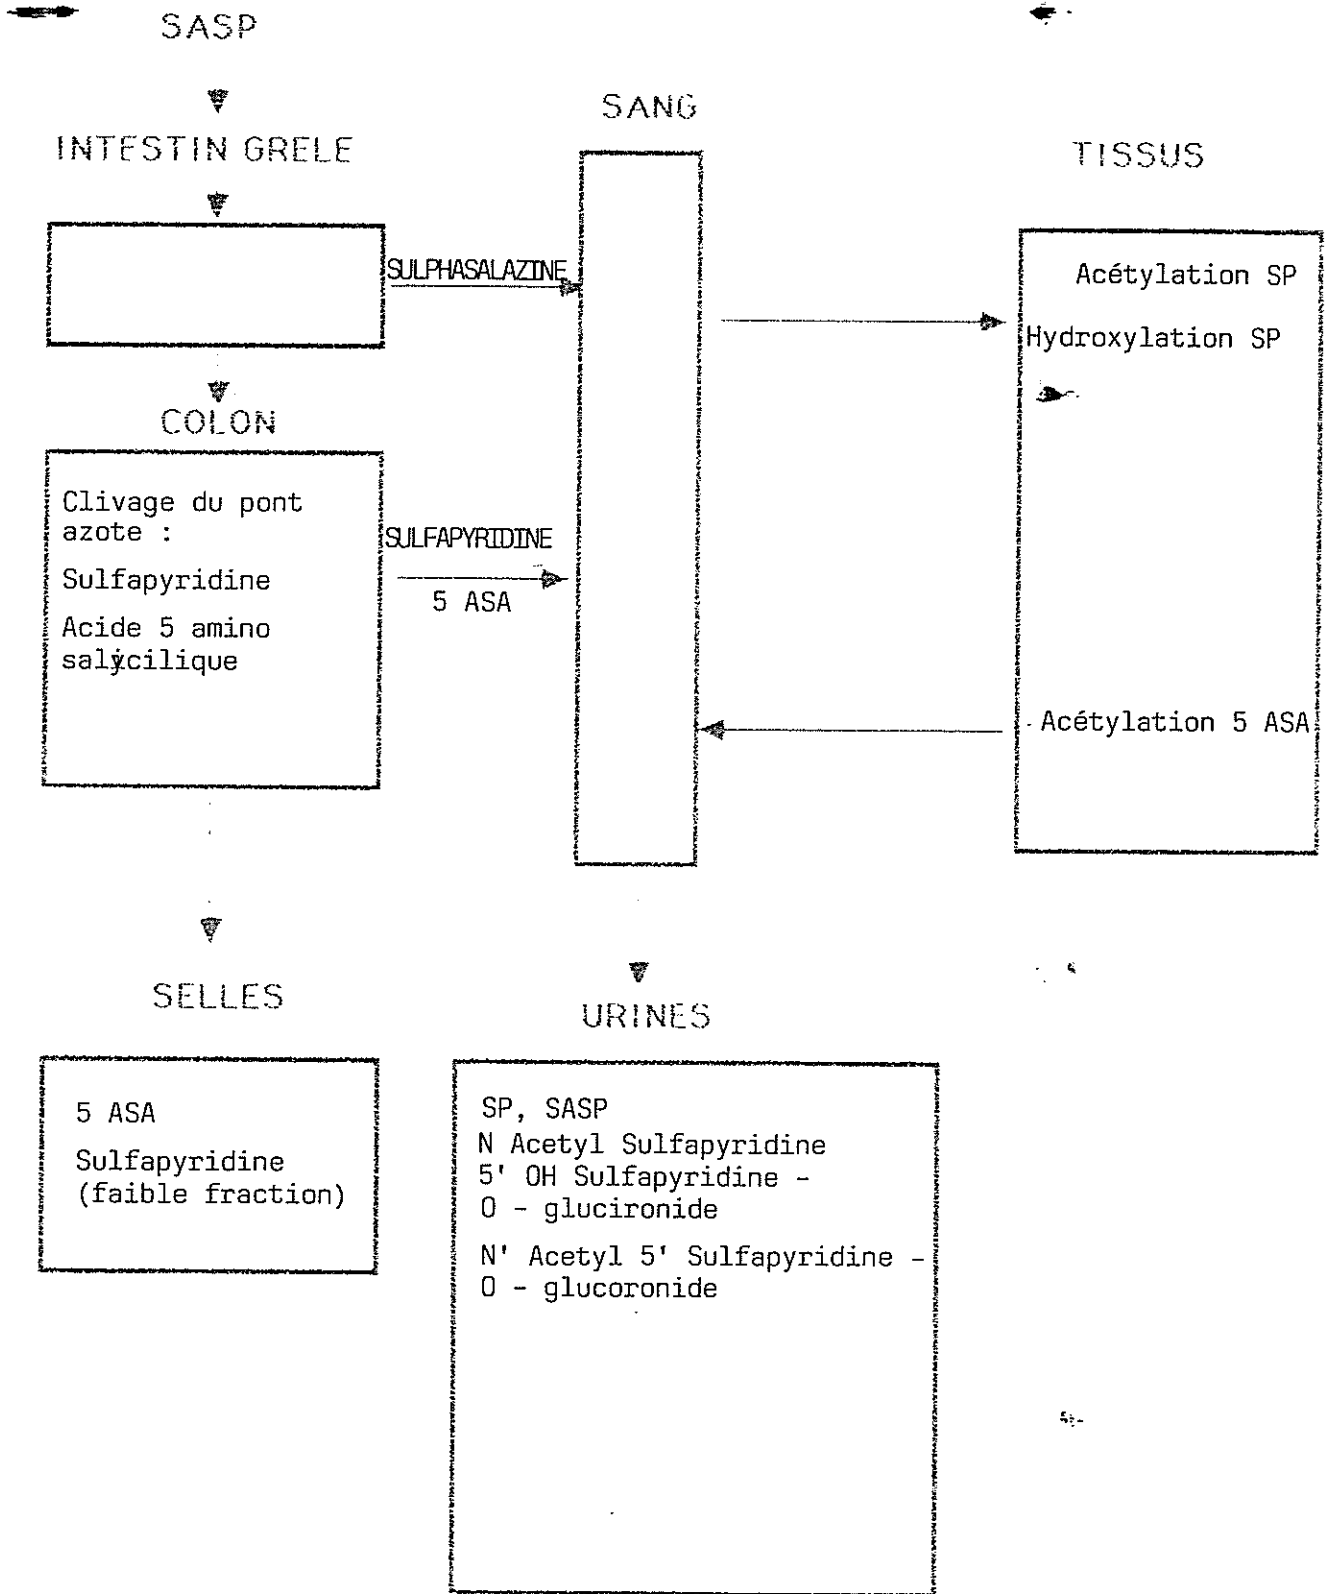 SASP
INTESTIN GRELE
SULPHASALAZINE
COLON
Clivage du pont
azote :
Sulfapyridine
Acide 5 amino
salycilique
SULFAPYRIDINE
5 ASA
SANG
TISSUS
Acétylation SP
Hydroxylation SP
Acétylation 5 ASA
SELLES
5 ASA
Sulfapyridine
(faible fraction)
URINES
SP, SASP
N Acetyl Sulfapyridine
5' OH Sulfapyridine -
O - glucironide
N' Acetyl 5' Sulfapyridine -
O - glucoronide